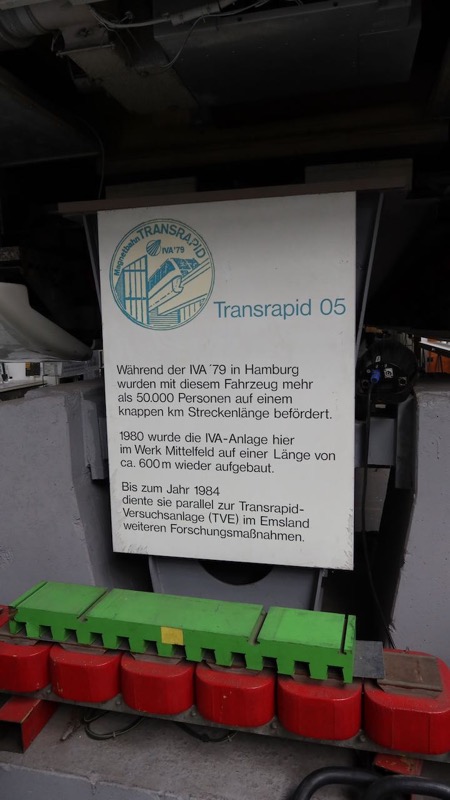 Magnetbahn TRANSRAPID
IVA '79
Transrapid 05
Während der IVA '79 in Hamburg
wurden mit diesem Fahrzeug mehr
als 50.000 Personen auf einem
knappen km Streckenlänge befördert.
1980 wurde die IVA-Anlage hier
im Werk Mittelfeld auf einer Länge von
ca. 600 m wieder aufgebaut.
Bis zum Jahr 1984
diente sie parallel zur Transrapid-
Versuchsanlage (TVE) im Emsland
weiteren Forschungsmaßnahmen.